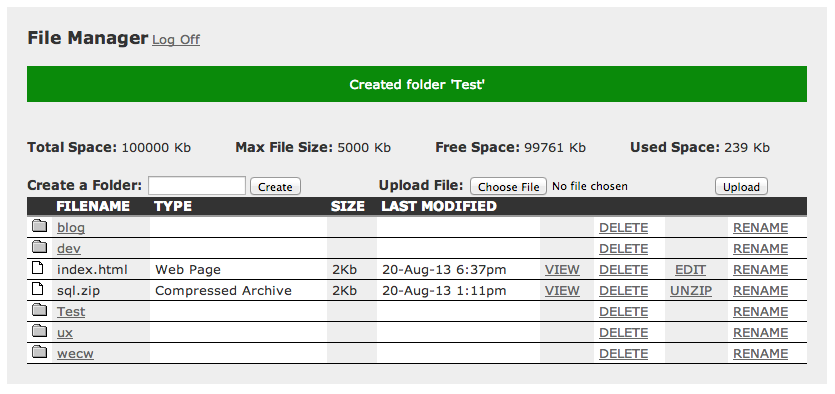 File Manager Log Off
Created folder 'Test'
Total Space: 100000 Kb Max File Size: 5000 Kb Free Space: 99761 Kb Used Space: 239 Kb
Create a Folder: Create Upload File: Choose File No file chosen Upload
FILENAME TYPE SIZE LAST MODIFIED
blog DELETE RENAME
dev DELETE RENAME
index.html Web Page 2Kb 20-Aug-13 6:37pm VIEW DELETE EDIT RENAME
sql.zip Compressed Archive 2Kb 20-Aug-13 1:11pm VIEW DELETE UNZIP RENAME
Test DELETE RENAME
ux DELETE RENAME
wecw DELETE RENAME